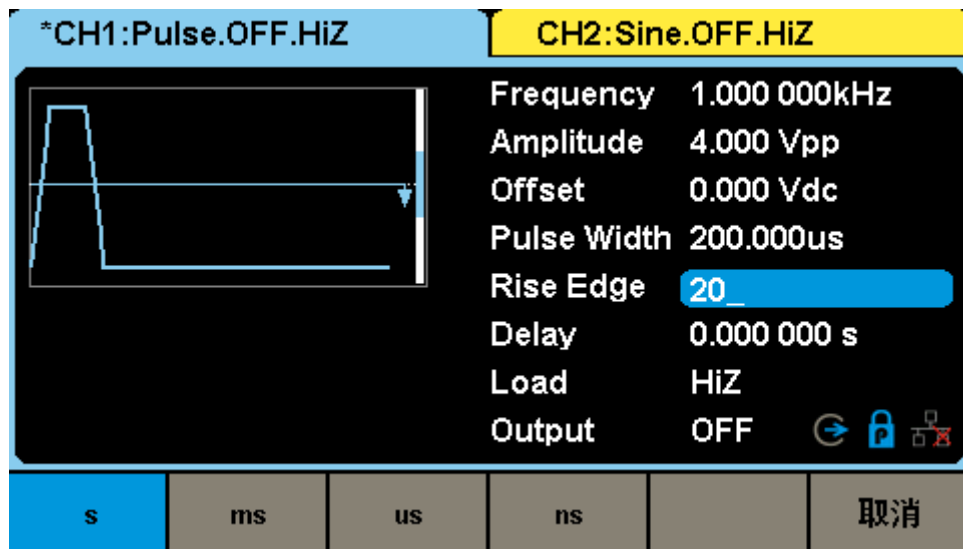 *CH1:Pulse.OFF.HiZ
CH2:Sine.OFF.HiZ
Frequency 1.000 000kHz
Amplitude 4.000 Vpp
Offset 0.000 Vdc
Pulse Width 200.000us
Rise Edge 20_
Delay 0.000 000 s
Load HiZ
Output OFF
P
s ms us ns 取消